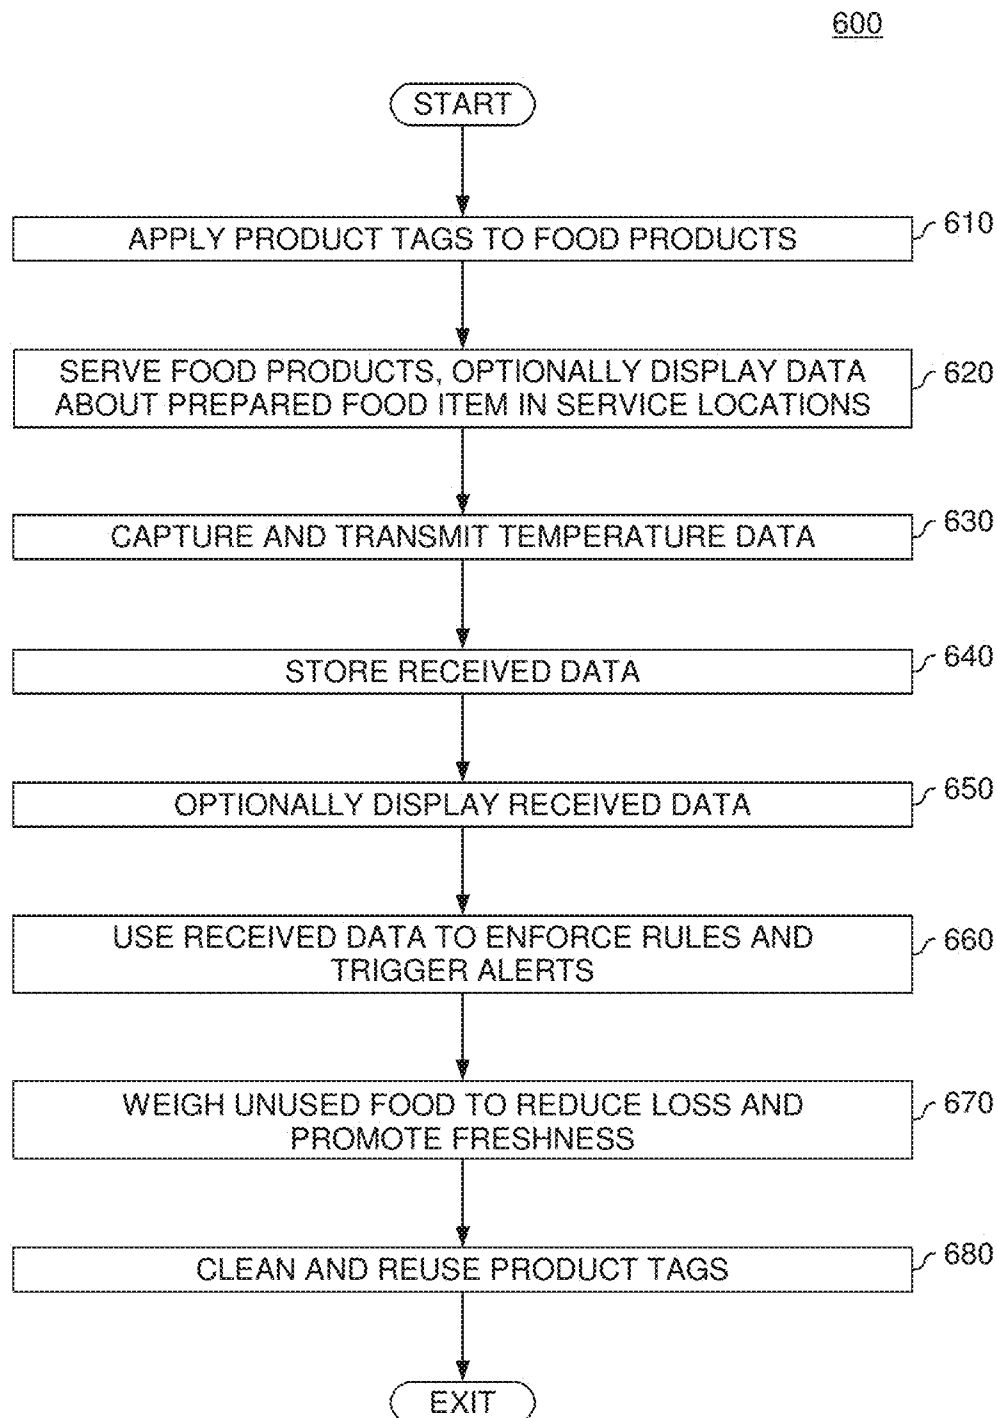 600
START
APPLY PRODUCT TAGS TO FOOD PRODUCTS
610
SERVE FOOD PRODUCTS, OPTIONALLY DISPLAY DATA
ABOUT PREPARED FOOD ITEM IN SERVICE LOCATIONS
620
CAPTURE AND TRANSMIT TEMPERATURE DATA
630
STORE RECEIVED DATA
640
OPTIONALLY DISPLAY RECEIVED DATA
650
USE RECEIVED DATA TO ENFORCE RULES AND
TRIGGER ALERTS
660
WEIGH UNUSED FOOD TO REDUCE LOSS AND
PROMOTE FRESHNESS
670
CLEAN AND REUSE PRODUCT TAGS
680
EXIT